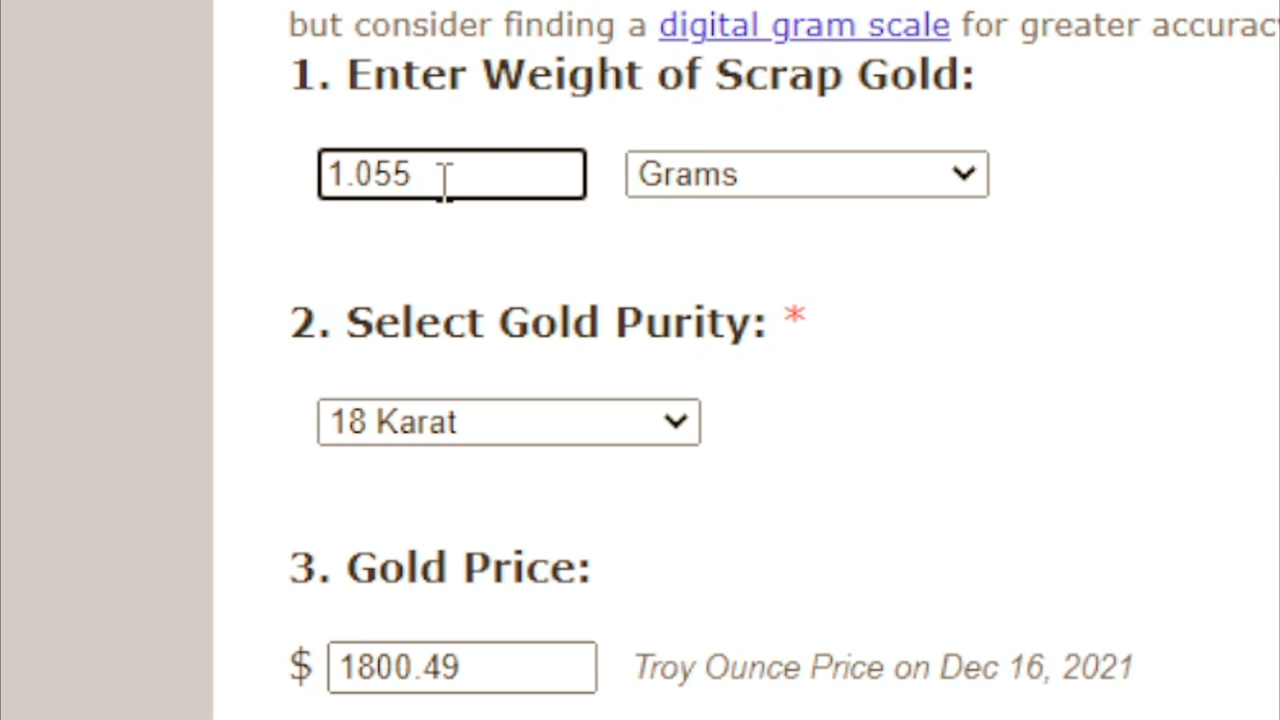 but consider finding a digital gram scale for greater
1. Enter Weight of Scrap Gold:
1.055 Grams
2. Select Gold Purity: *
18 Karat
3. Gold Price:
$ 1800.49 Troy Ounce Price on Dec 16, 2021